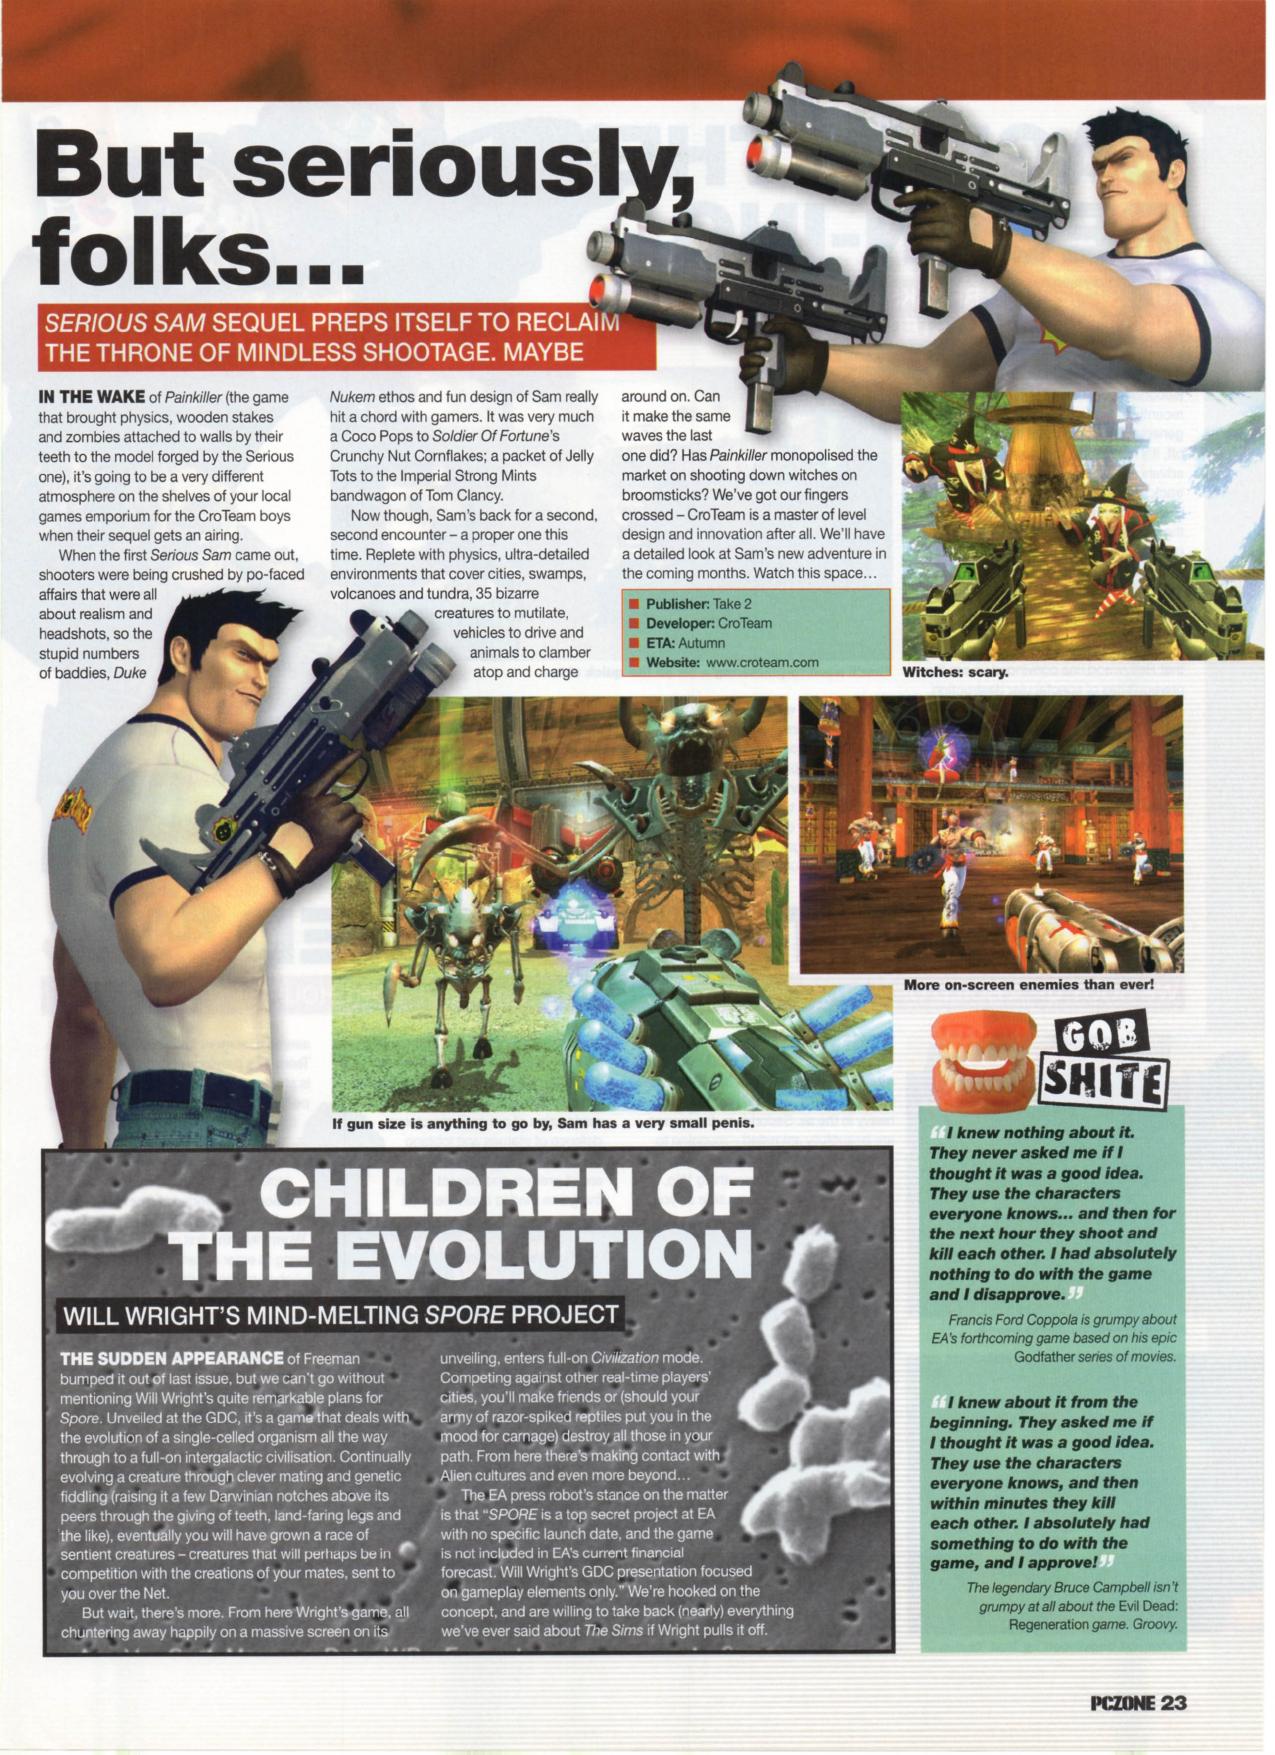 But seriously,
folks...
SERIOUS SAM SEQUEL PREPS ITSELF TO RECLAIM
THE THRONE OF MINDLESS SHOOTAGE. MAYBE
IN THE WAKE of Painkiller (the game
that brought physics, wooden stakes
and zombies attached to walls by their
teeth to the model forged by the Serious
one), it's going to be a very different
atmosphere on the shelves of your local
games emporium for the CroTeam boys
when their sequel gets an airing.
When the first Serious Sam came out,
shooters were being crushed by po-faced
affairs that were all
about realism and
headshots, so the
stupid numbers
of baddies, Duke
Nukem ethos and fun design of Sam really
hit a chord with gamers. It was very much
a Coco Pops to Soldier Of Fortune's
Crunchy Nut Cornflakes; a packet of Jelly
Tots to the Imperial Strong Mints
bandwagon of Tom Clancy.
Now though, Sam's back for a second,
second encounter – a proper one this
time. Replete with physics, ultra-detailed
environments that cover cities, swamps,
volcanoes and tundra, 35 bizarre
creatures to mutilate,
vehicles to drive and
animals to clamber
atop and charge
around on. Can
it make the same
waves the last
one did? Has Painkiller monopolised the
market on shooting down witches on
broomsticks? We've got our fingers
crossed – CroTeam is a master of level
design and innovation after all. We'll have
a detailed look at Sam's new adventure in
the coming months. Watch this space...
Publisher: Take 2
Developer: CroTeam
ETA: Autumn
Website: www.croteam.com
Witches: scary.
More on-screen enemies than ever!
If gun size is anything to go by, Sam has a very small penis.
CHILDREN OF
THE EVOLUTION
WILL WRIGHT'S MIND-MELTING SPORE PROJECT
THE SUDDEN APPEARANCE of Freeman
bumped it out of last issue, but we can't go without
mentioning Will Wright's quite remarkable plans for
Spore. Unveiled at the GDC, it's a game that deals with
the evolution of a single-celled organism all the way
through to a full-on intergalactic civilisation. Continually
evolving a creature through clever mating and genetic
fiddling (raising it a few Darwinian notches above its
peers through the giving of teeth, land-faring legs and
the like), eventually you will have grown a race of
sentient creatures – creatures that will perhaps be in
competition with the creations of your mates, sent to
you over the Net.
But wait, there's more. From here Wright's game, all
chuntering away happily on a massive screen on its
unveiling, enters full-on Civilization mode.
Competing against other real-time players'
cities, you'll make friends or (should your
army of razor-spiked reptiles put you in the
mood for carnage) destroy all those in your
path. From here there's making contact with
Alien cultures and even more beyond...
The EA press robot's stance on the matter
is that "SPORE is a top secret project at EA
with no specific launch date, and the game
is not included in EA's current financial
forecast. Will Wright's GDC presentation focused
on gameplay elements only." We're hooked on the
concept, and are willing to take back (nearly) everything
we've ever said about The Sims if Wright pulls it off.
GOB
SHITE
“I knew nothing about it.
They never asked me if I
thought it was a good idea.
They use the characters
everyone knows... and then for
the next hour they shoot and
kill each other. I had absolutely
nothing to do with the game
and I disapprove.”
Francis Ford Coppola is grumpy about
EA's forthcoming game based on his epic
Godfather series of movies.
“I knew about it from the
beginning. They asked me if
I thought it was a good idea.
They use the characters
everyone knows, and then
within minutes they kill
each other. I absolutely had
something to do with the
game, and I approve!”
The legendary Bruce Campbell isn't
grumpy at all about the Evil Dead:
Regeneration game. Groovy.
PCZONE 23